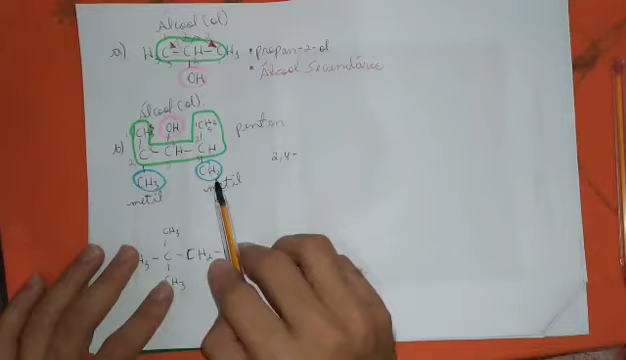 Álcool (ol)
a) H₃C – CH – CH₃ • propan-2-ol
OH • Álcool Secundário
Álcool (ol)
CH₃ OH CH₃ pentan
b) C – CH – CH
2,4-
CH₃ CH₃
metil metil
CH₃
H₃ – C – CH₂ –
CH₃